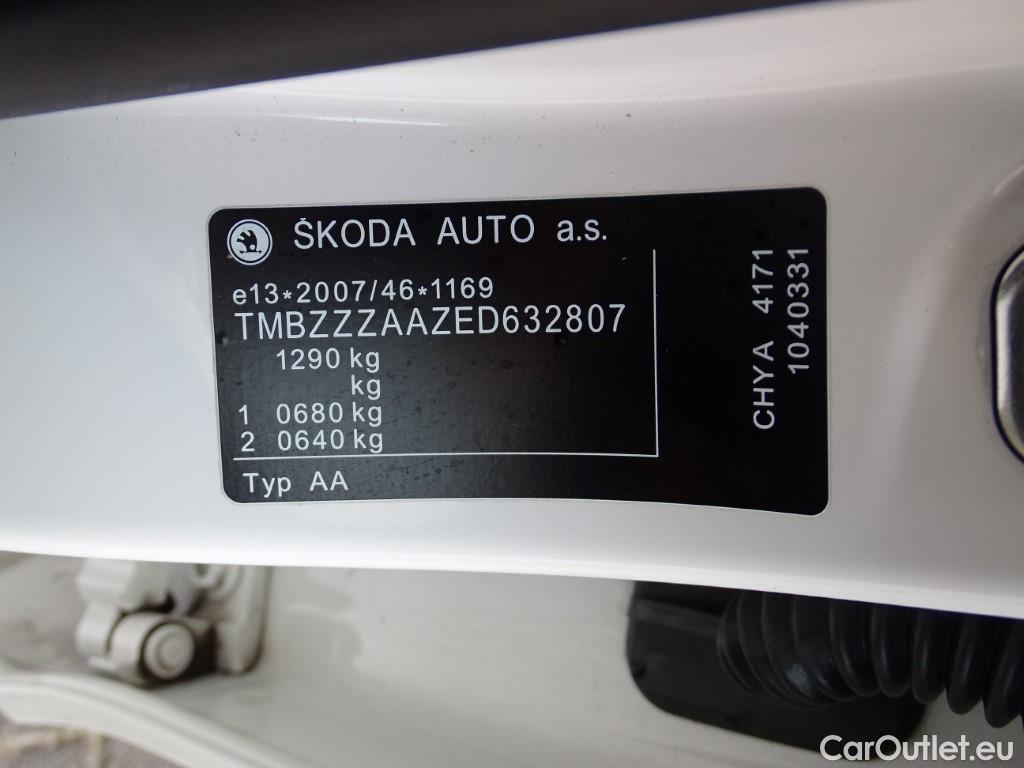 ŠKODA AUTO a.s.
e13*2007/46*1169
TMBZZZAAZED632807
1290 kg
kg
1 0680 kg
2 0640 kg
Typ AA
CHYA 4171
1040331
CarOutlet.eu